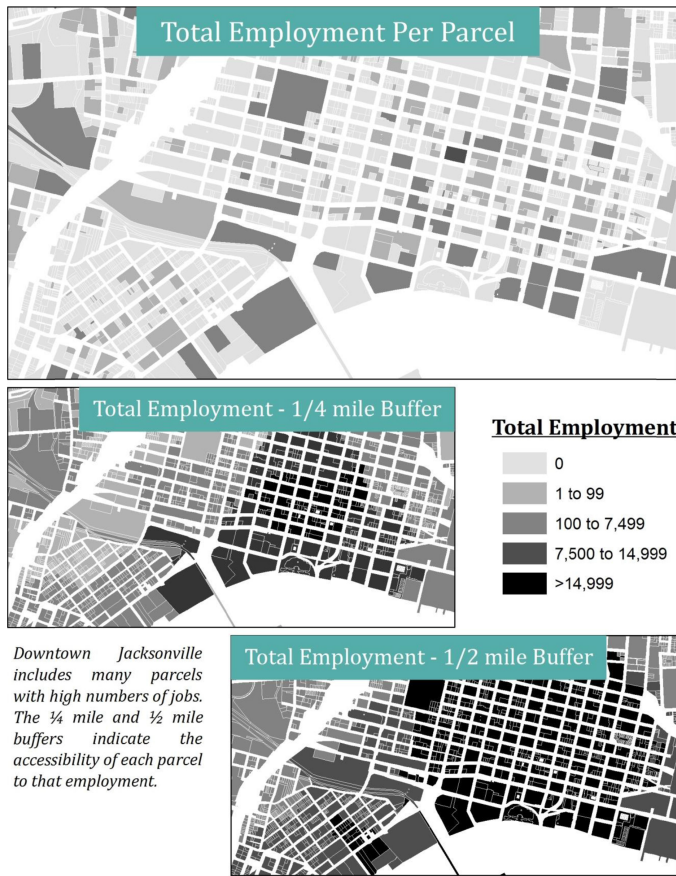 Total Employment Per Parcel
Total Employment - 1/4 mile Buffer
Total Employment
0
1 to 99
100 to 7,499
7,500 to 14,999
>14,999
Downtown Jacksonville
includes many parcels
with high numbers of jobs.
The ¼ mile and ½ mile
buffers indicate the
accessibility of each parcel
to that employment.
Total Employment - 1/2 mile Buffer